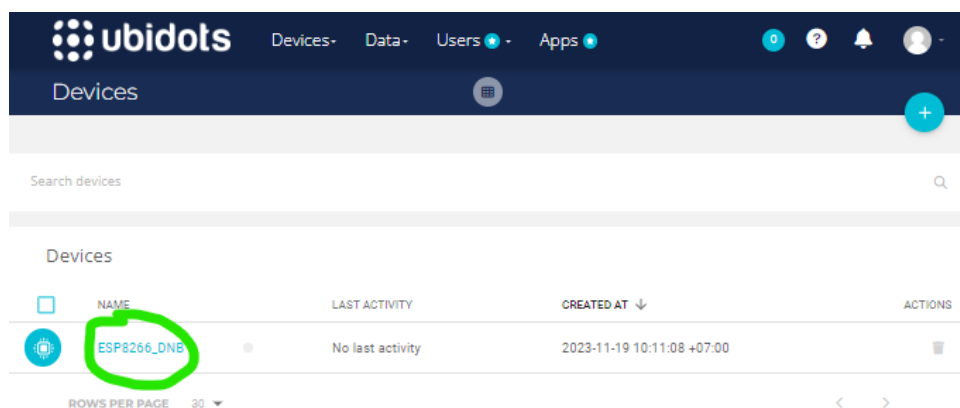 ubidots Devices Data Users Apps 0 ?
Devices
+
Search devices
Devices
NAME LAST ACTIVITY CREATED AT ↓ ACTIONS
ESP8266_DNB No last activity 2023-11-19 10:11:08 +07:00
ROWS PER PAGE 30 < >